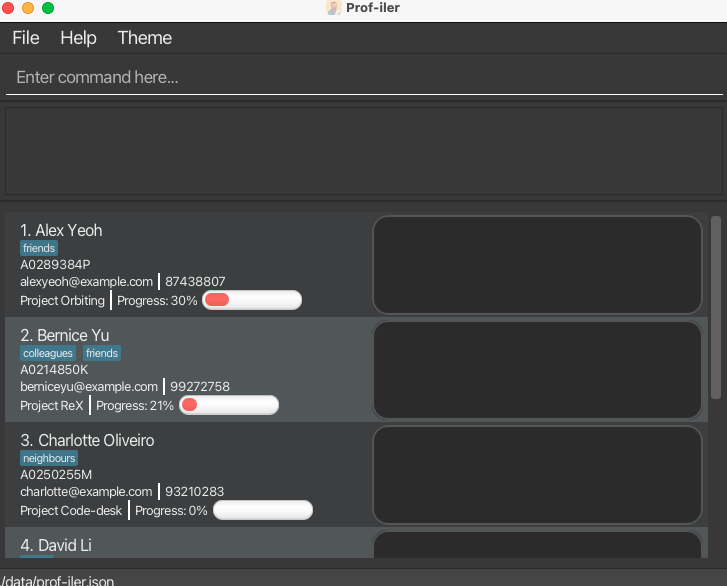 Prof-iler
File Help Theme
Enter command here...
1. Alex Yeoh
friends
A0289384P
alexyeoh@example.com 87438807
Project Orbiting Progress: 30%
2. Bernice Yu
colleagues friends
A0214850K
berniceyu@example.com 99272758
Project ReX Progress: 21%
3. Charlotte Oliveiro
neighbours
A0250255M
charlotte@example.com 93210283
Project Code-desk Progress: 0%
4. David Li
/data/prof-iler.json